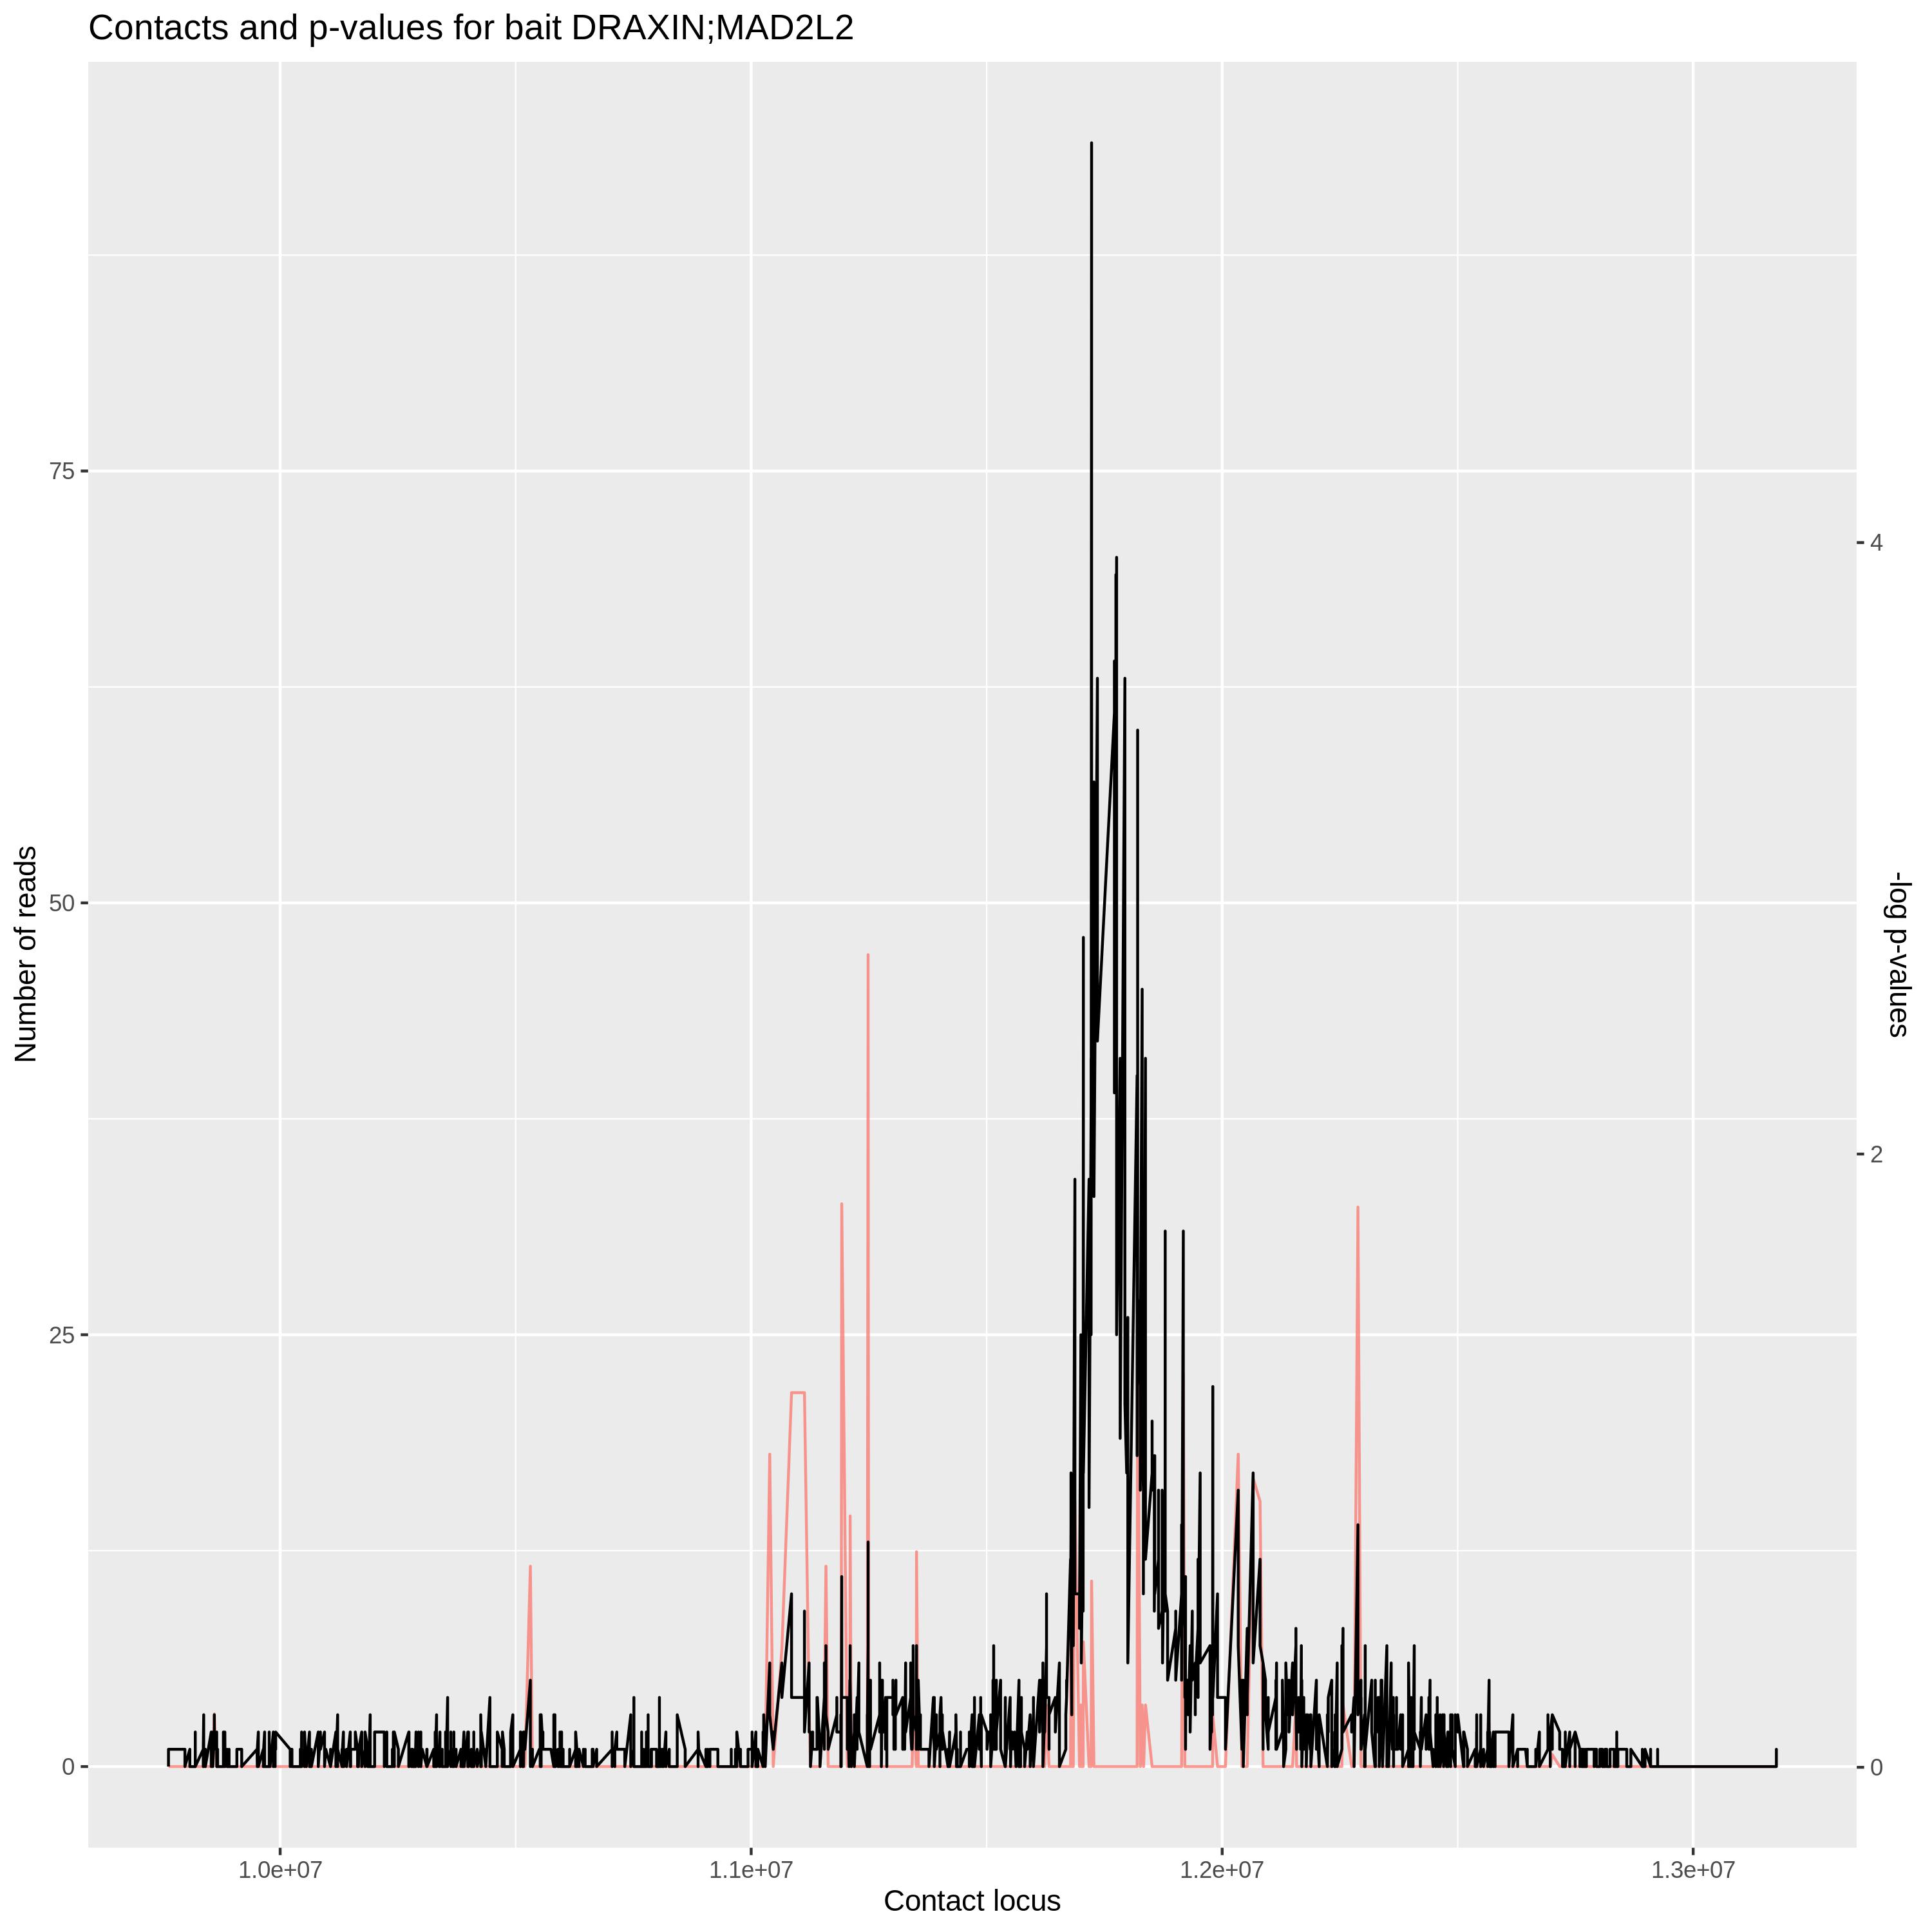 Contacts and p-values for bait DRAXIN;MAD2L2
75
50
25
0
Number of reads
4
2
0
-log p-values
1.0e+07
1.1e+07
1.2e+07
1.3e+07
Contact locus